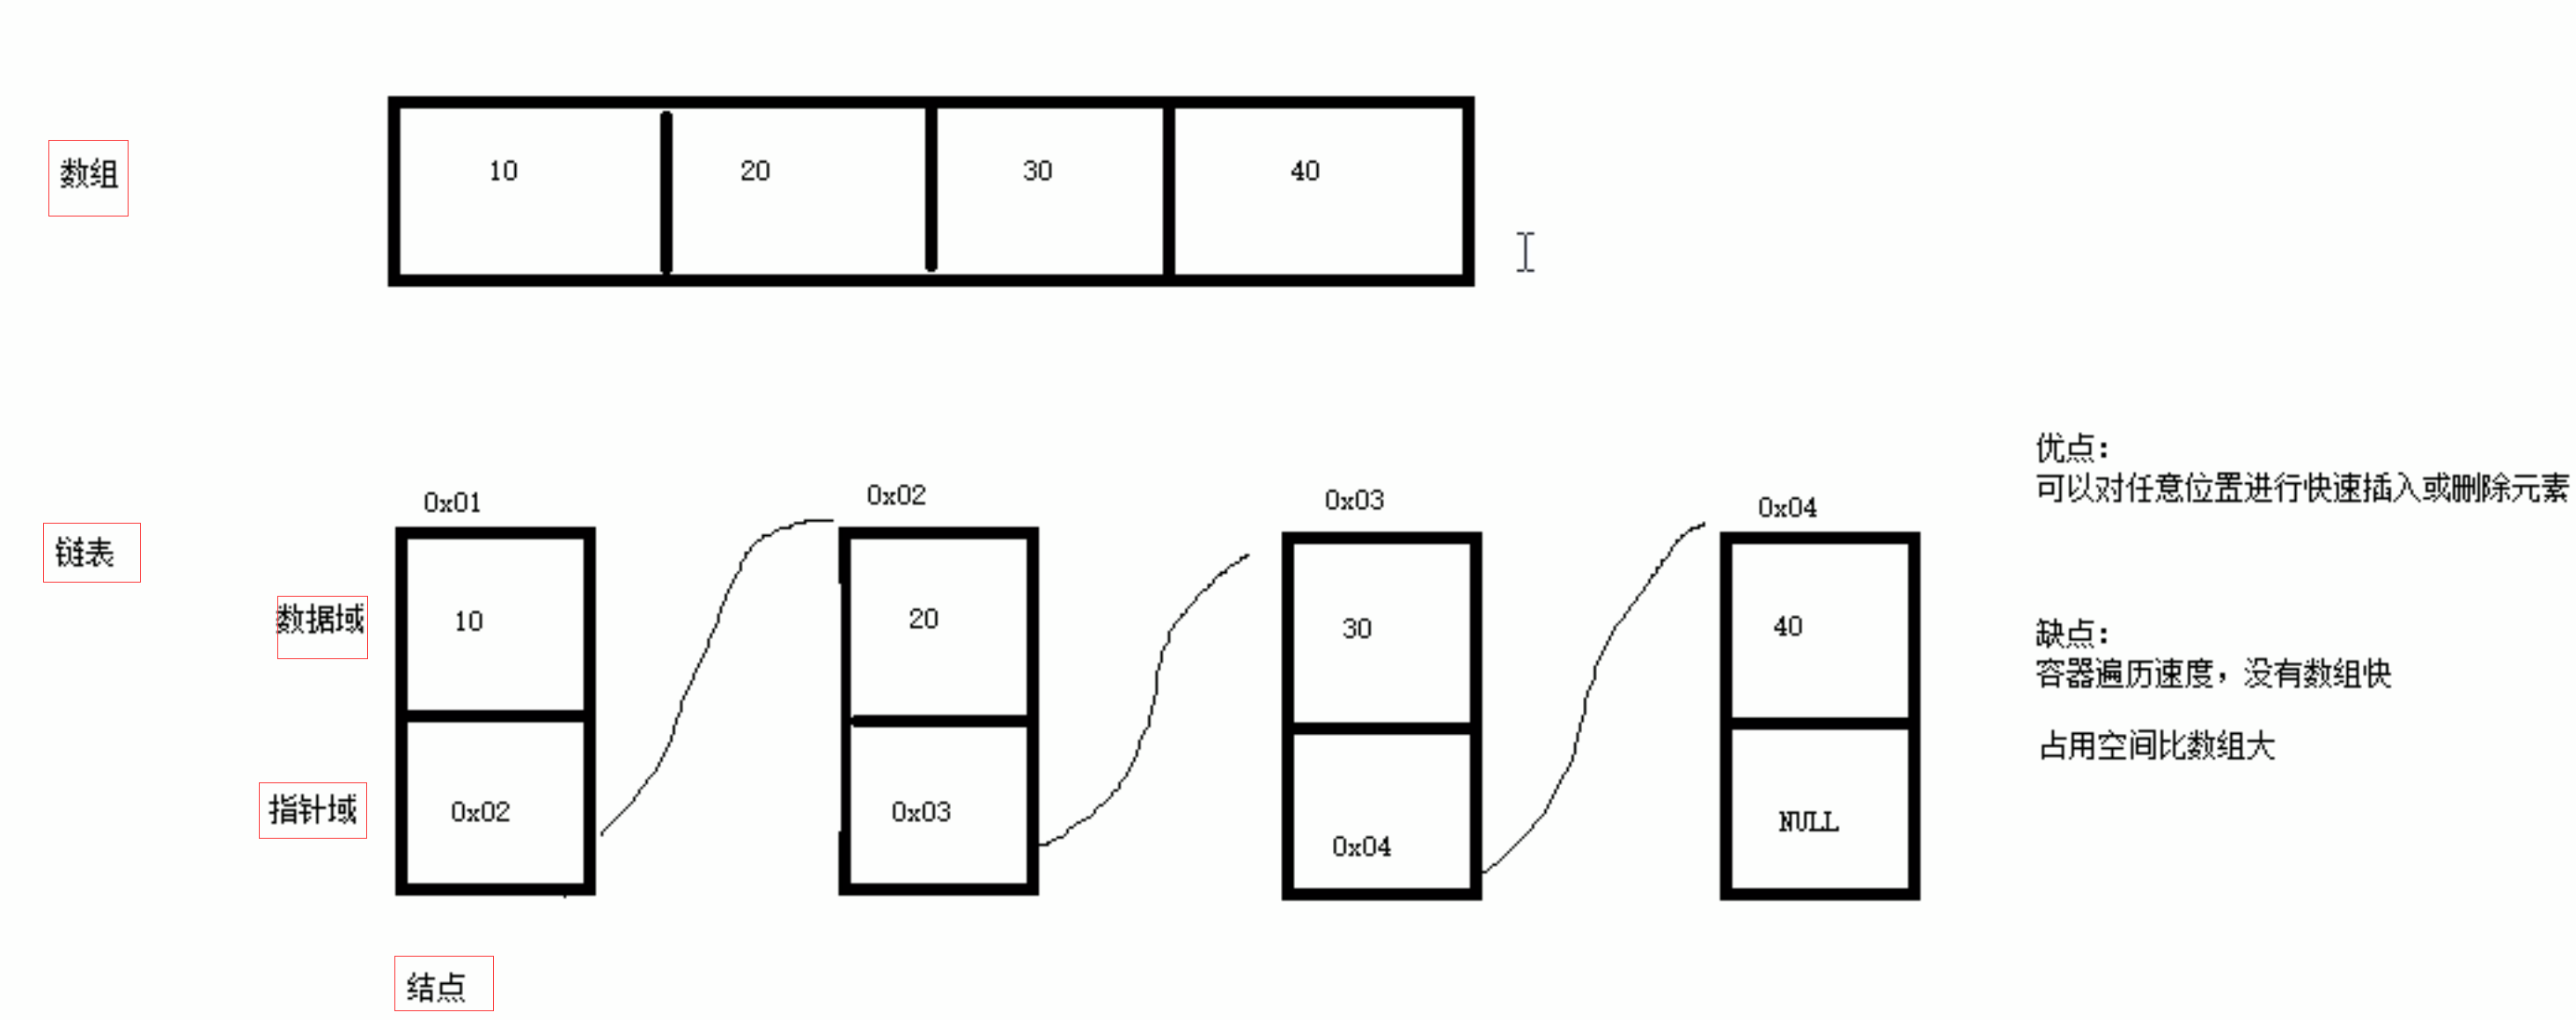 数组
10
20
30
40
链表
0x01
0x02
0x03
0x04
数据域
10
20
30
40
指针域
0x02
0x03
0x04
NULL
结点
优点：
可以对任意位置进行快速插入或删除元素
缺点：
容器遍历速度，没有数组快
占用空间比数组大